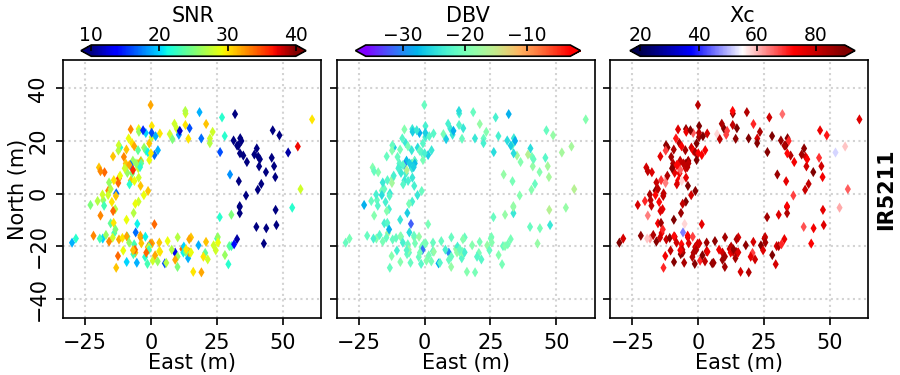 SNR DBV Xc
10 20 30 40 −30 −20 −10 20 40 60 80
40
20
0
−20
−40
North (m)
−25 0 25 50 −25 0 25 50 −25 0 25 50
East (m) East (m) East (m)
IR5211